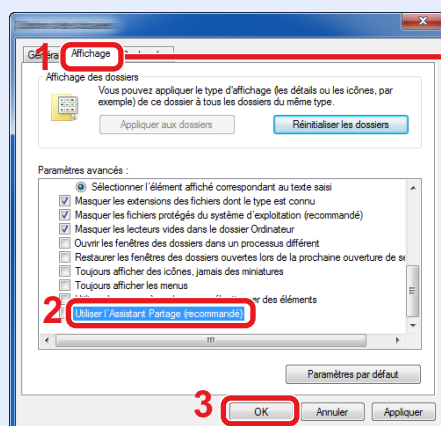 1
Affichage
Affichage des dossiers
Vous pouvez appliquer le type d'affichage (les détails ou les icônes, par
exemple) de ce dossier à tous les dossiers du même type.
Appliquer aux dossiers
Réinitialiser les dossiers
Paramètres avancés :
Sélectionner l'élément affiché correspondant au texte saisi
Masquer les extensions des fichiers dont le type est connu
Masquer les fichiers protégés du système d'exploitation (recommandé)
Masquer les lecteurs vides dans le dossier Ordinateur
Ouvrir les fenêtres des dossiers dans un processus différent
Restaurer les fenêtres des dossiers ouvertes lors de la prochaine ouverture de se
Toujours afficher des icônes, jamais des miniatures
Toujours afficher les menus
des éléments
2
Utiliser l'Assistant Partage (recommandé)
Paramètres par défaut
3
OK
Annuler
Appliquer